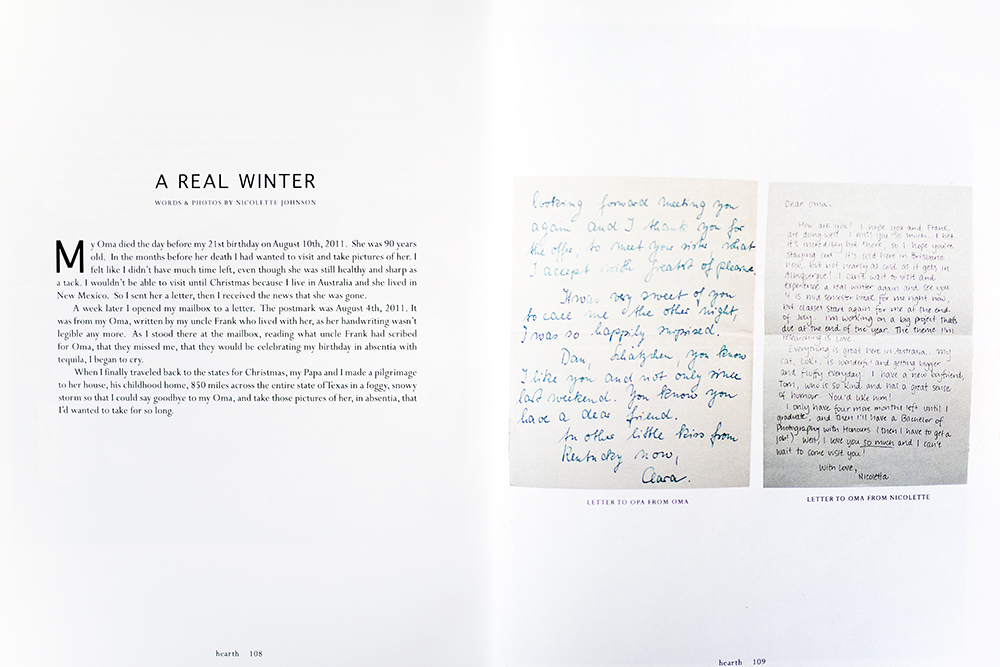 A REAL WINTER
WORDS & PHOTOS BY NICOLETTE JOHNSON
My Oma died the day before my 21st birthday on August 10th, 2011. She was 90 years
old. In the months before her death I had wanted to visit and take pictures of her. I
felt like I didn't have much time left, even though she was still healthy and sharp as
a tack. I wouldn't be able to visit until Christmas because I live in Australia and she lived in
New Mexico. So I sent her a letter, then I received the news that she was gone.
A week later I opened my mailbox to a letter. The postmark was August 4th, 2011. It
was from my Oma, written by my uncle Frank who lived with her, as her handwriting wasn't
legible any more. As I stood there at the mailbox, reading what uncle Frank had scribed
for Oma, that they missed me, that they would be celebrating my birthday in absentia with
tequila, I began to cry.
When I finally traveled back to the states for Christmas, my Papa and I made a pilgrimage
to her house, his childhood home, 850 miles across the entire state of Texas in a foggy, snowy
storm so that I could say goodbye to my Oma, and take those pictures of her, in absentia, that
I'd wanted to take for so long.
hearth 108
looking forward meeting you
again and I thank you for
the offer, to meet your sister, what
I accept with greatest of pleasure.
It was very sweet of you
to call me the other night,
I was so happily surprised.
Dan, Schatzchen, you know
I like you, and not only since
last weekend. You know you
have a dear friend.
An other little kiss from
Kentucky now,
Clara.
LETTER TO OPA FROM OMA
Dear Oma,
How are you? I hope you and Frank
are doing well. I miss you so much. I bet
it's incredibly hot there, so I hope you're
staying cool. It's cold here in Brisbane
now, but not nearly as cold as it gets in
Albuquerque! I can't wait to visit and
experience a real winter again and see you.
It is mid semester break for me right now,
but classes start again for me at the end
of July. I'm working on a big project that's
due at the end of the year. The theme I'm
researching is Love.
Everything is great here in Australia. My
cat, Loki, is wonderful and getting bigger
and fluffy everyday. I have a new boyfriend,
Tom, who is so kind and has a great sense
of humour. You'd like him!
I only have four more months left until I
graduate, and then I'll have a Bachelor of
Photography with Honours (then I have to get a
job!) Well, I love you so much and I can't
wait to come visit you!
With Love,
Nicoletta
LETTER TO OMA FROM NICOLETTE
hearth 109